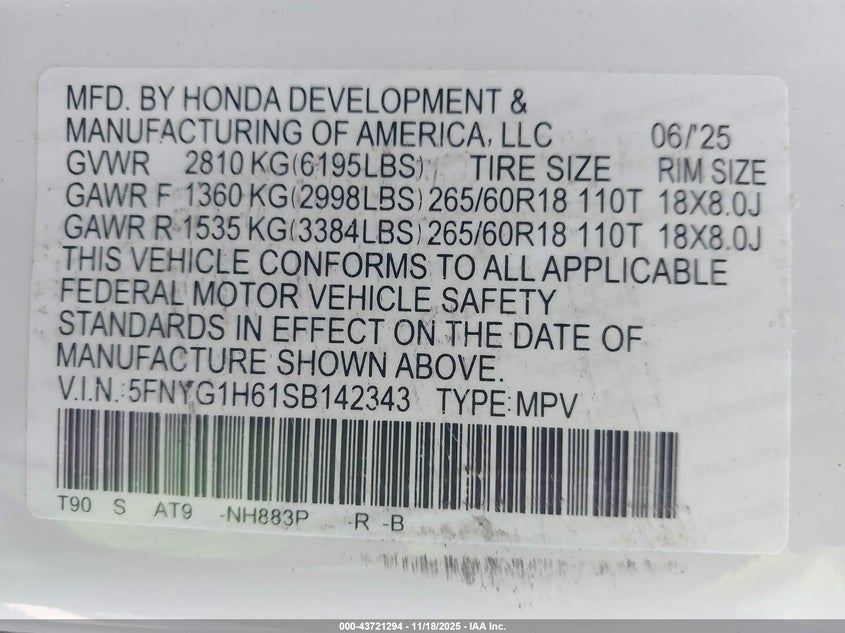 MFD. BY HONDA DEVELOPMENT &
MANUFACTURING OF AMERICA, LLC 06/'25
GVWR 2810 KG(6195LBS) TIRE SIZE RIM SIZE
GAWR F 1360 KG(2998LBS) 265/60R18 110T 18X8.0J
GAWR R 1535 KG(3384LBS) 265/60R18 110T 18X8.0J
THIS VEHICLE CONFORMS TO ALL APPLICABLE
FEDERAL MOTOR VEHICLE SAFETY
STANDARDS IN EFFECT ON THE DATE OF
MANUFACTURE SHOWN ABOVE.
V.I.N.: 5FNYG1H61SB142343 TYPE: MPV
T90 S AT9 -NH883P -R -B
000-43721294 - 11/18/2025 - IAA Inc.